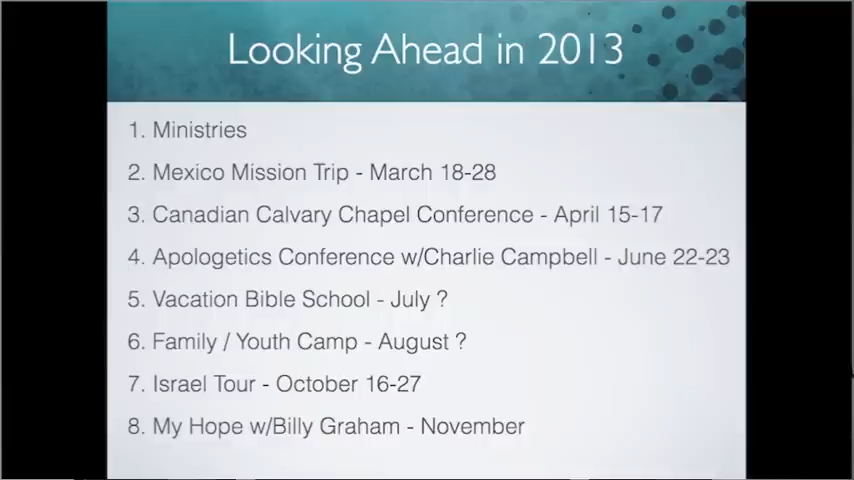 Looking Ahead in 2013
1. Ministries
2. Mexico Mission Trip - March 18-28
3. Canadian Calvary Chapel Conference - April 15-17
4. Apologetics Conference w/Charlie Campbell - June 22-23
5. Vacation Bible School - July ?
6. Family / Youth Camp - August ?
7. Israel Tour - October 16-27
8. My Hope w/Billy Graham - November